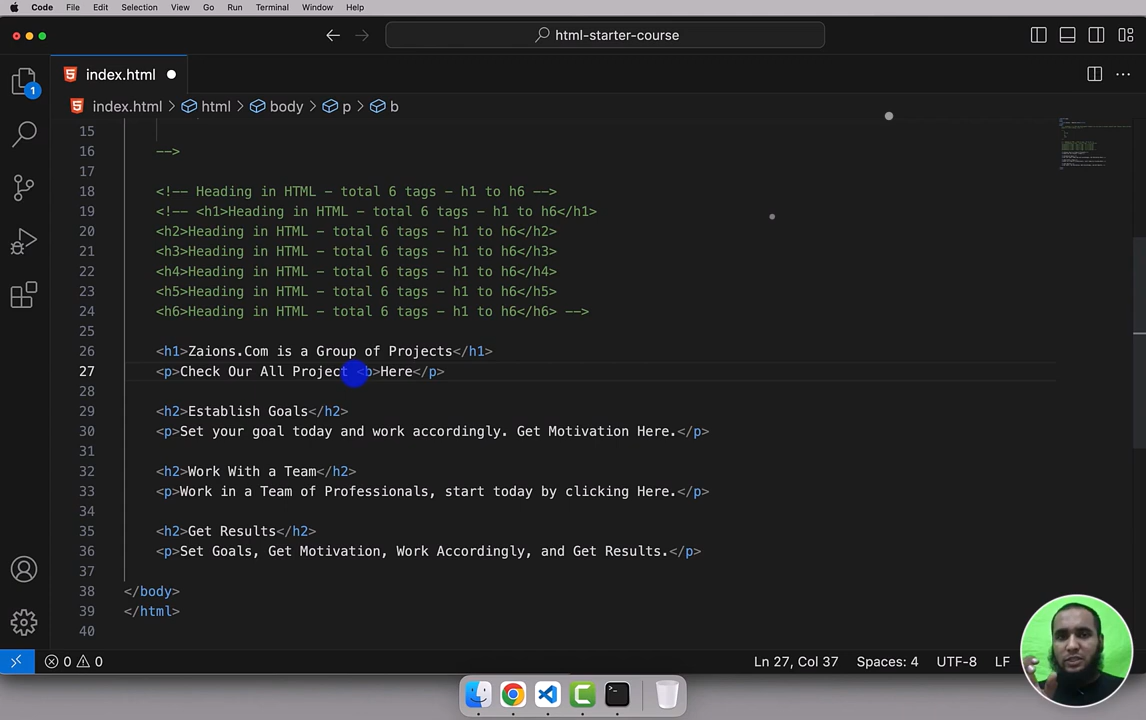 Code File Edit Selection View Go Run Terminal Window Help
html-starter-course
index.html
index.html > html > body > p > b
1
15
16 -->
17
18 <!-- Heading in HTML - total 6 tags - h1 to h6 -->
19 <!-- <h1>Heading in HTML - total 6 tags - h1 to h6</h1>
20 <h2>Heading in HTML - total 6 tags - h1 to h6</h2>
21 <h3>Heading in HTML - total 6 tags - h1 to h6</h3>
22 <h4>Heading in HTML - total 6 tags - h1 to h6</h4>
23 <h5>Heading in HTML - total 6 tags - h1 to h6</h5>
24 <h6>Heading in HTML - total 6 tags - h1 to h6</h6> -->
25
26 <h1>Zaions.Com is a Group of Projects</h1>
27 <p>Check Our All Project <b>Here</p>
28
29 <h2>Establish Goals</h2>
30 <p>Set your goal today and work accordingly. Get Motivation Here.</p>
31
32 <h2>Work With a Team</h2>
33 <p>Work in a Team of Professionals, start today by clicking Here.</p>
34
35 <h2>Get Results</h2>
36 <p>Set Goals, Get Motivation, Work Accordingly, and Get Results.</p>
37
38 </body>
39 </html>
40
0 0 Ln 27, Col 37 Spaces: 4 UTF-8 LF